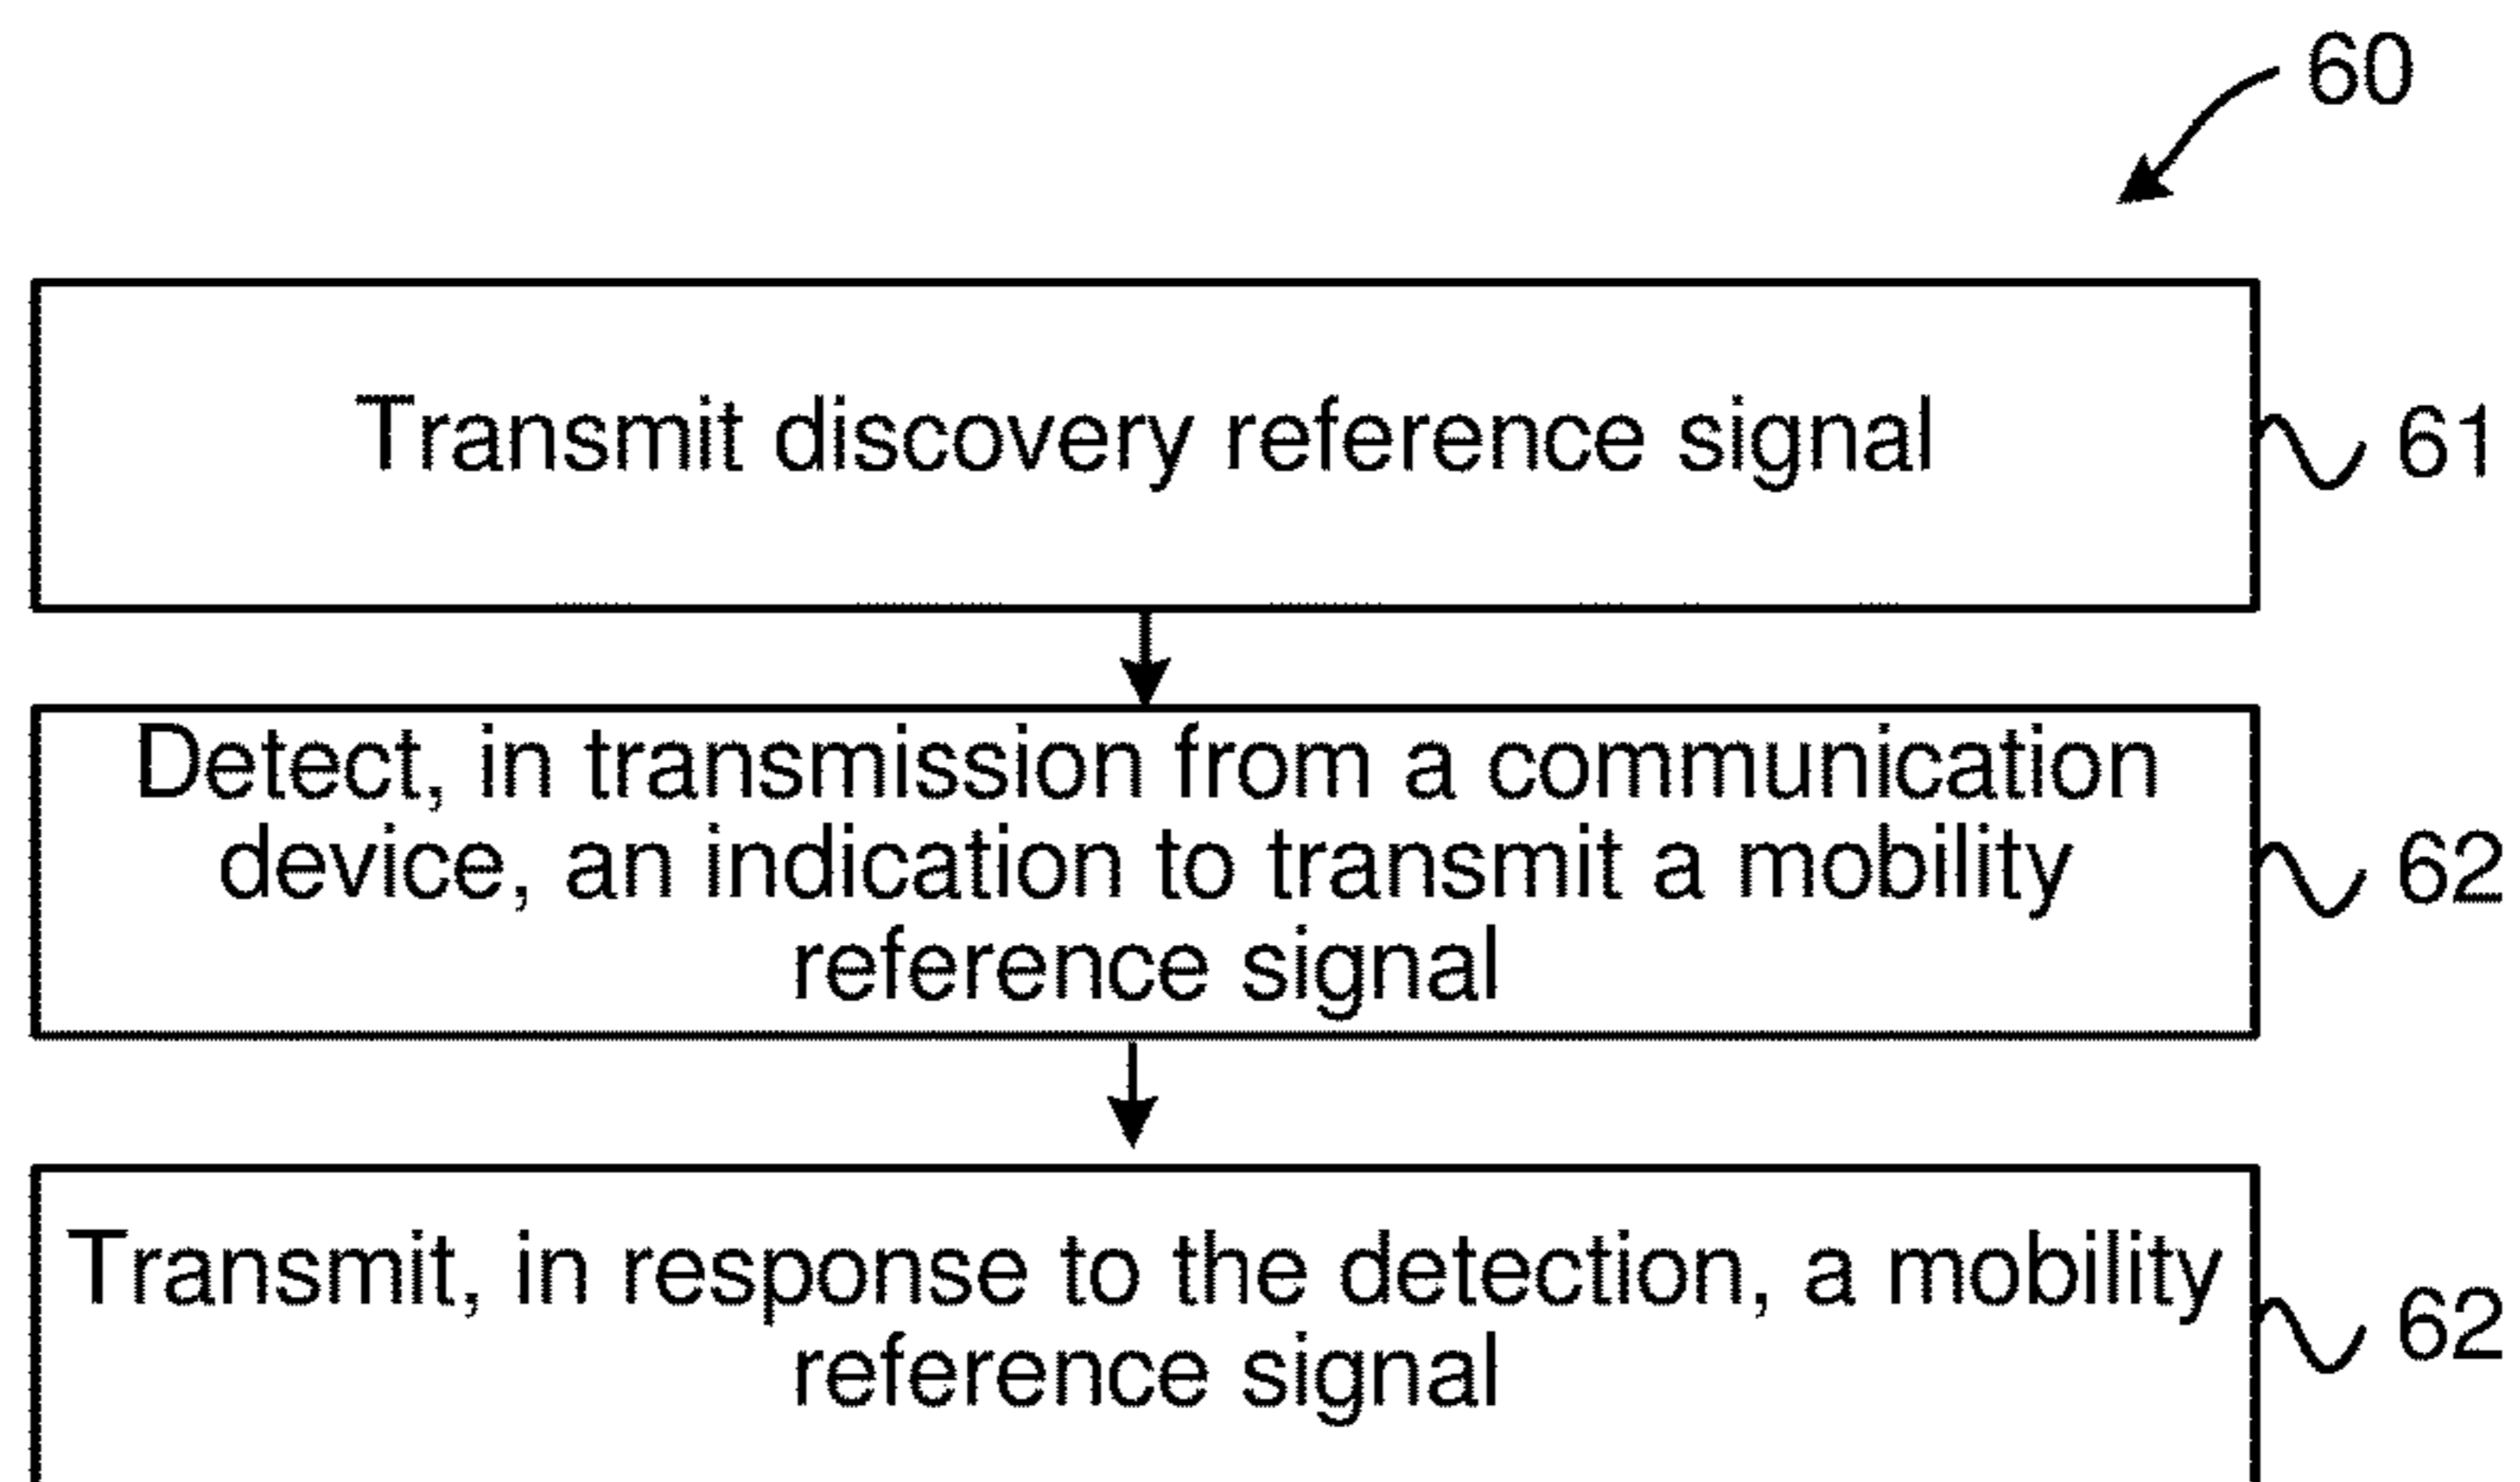 60
Transmit discovery reference signal
61
Detect, in transmission from a communication
device, an indication to transmit a mobility
reference signal
62
Transmit, in response to the detection, a mobility
reference signal
62